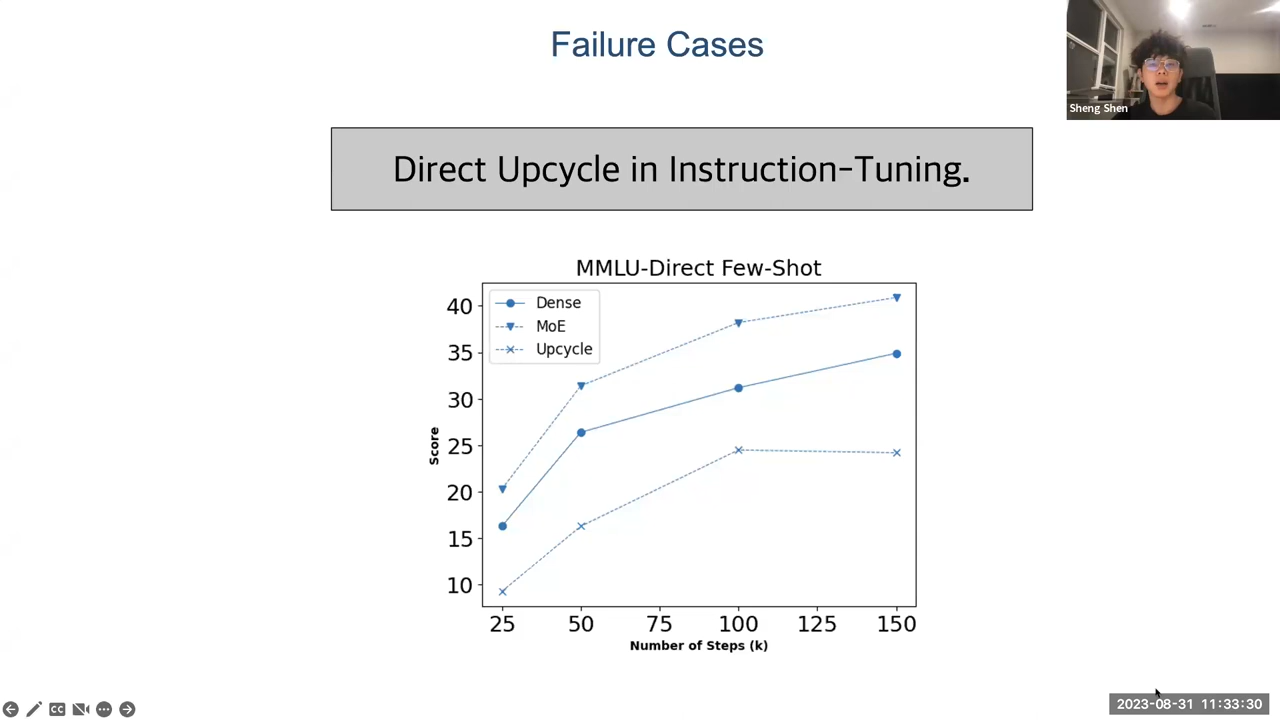 Failure Cases
Sheng Shen
Direct Upcycle in Instruction-Tuning.
MMLU-Direct Few-Shot
Dense
MoE
Upcycle
40
35
30
25
20
15
10
Score
25 50 75 100 125 150
Number of Steps (k)
CC
2023-08-31 11:33:30